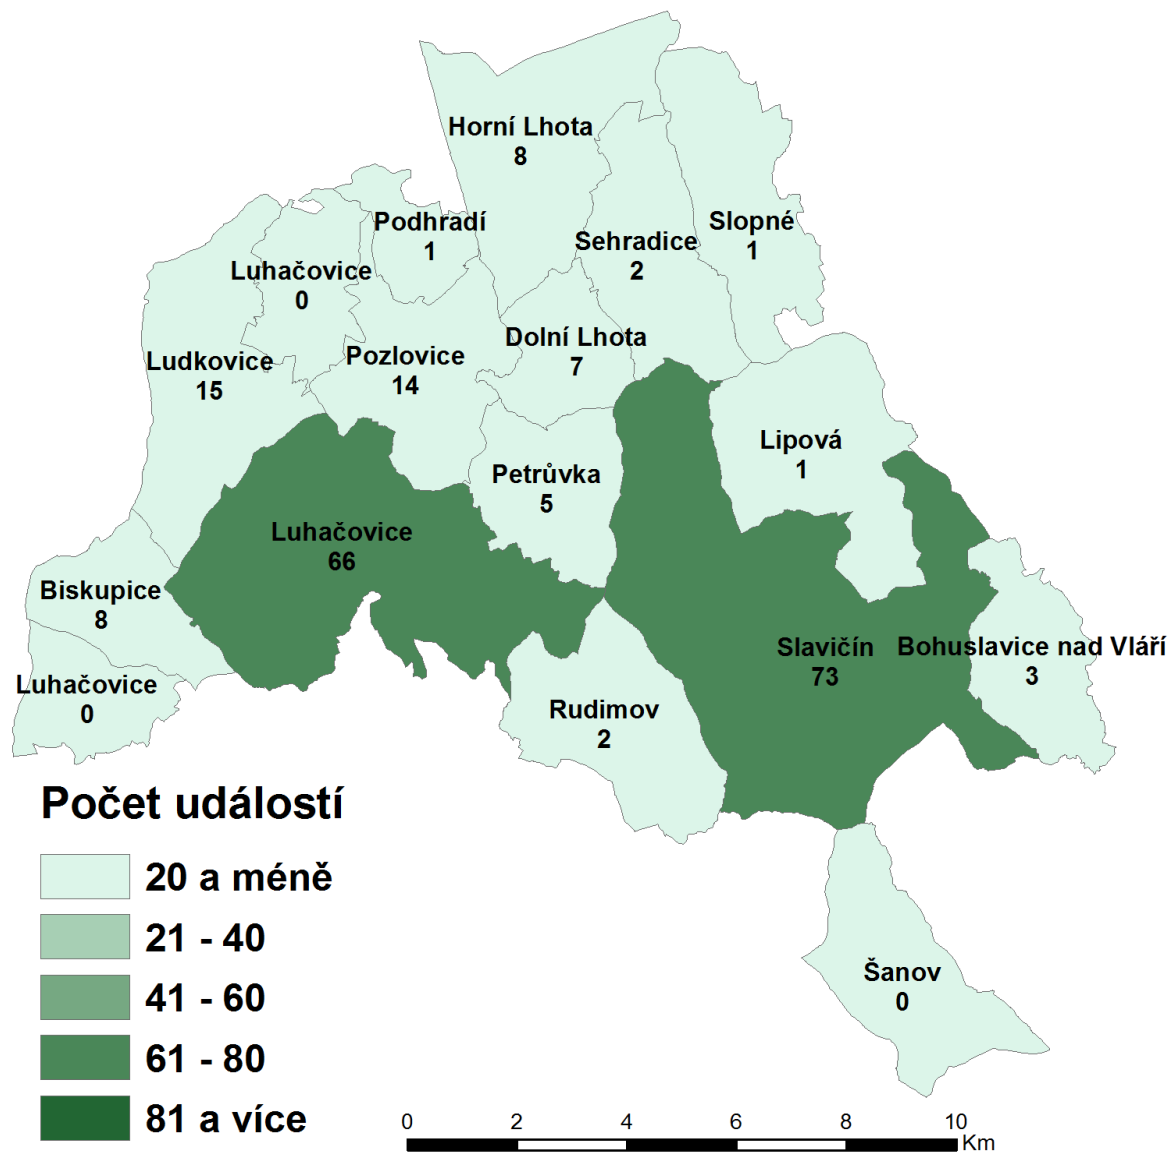 Horní Lhota
8
Podhradí
1
Sehradice
2
Slopné
1
Luhačovice
0
Dolní Lhota
7
Ludkovice
15
Pozlovice
14
Lipová
1
Petrůvka
5
Luhačovice
66
Biskupice
8
Slavičín
73
Bohuslavice nad Vláří
3
Luhačovice
0
Rudimov
2
Šanov
0
Počet událostí
20 a méně
21 - 40
41 - 60
61 - 80
81 a více
0 2 4 6 8 10
Km